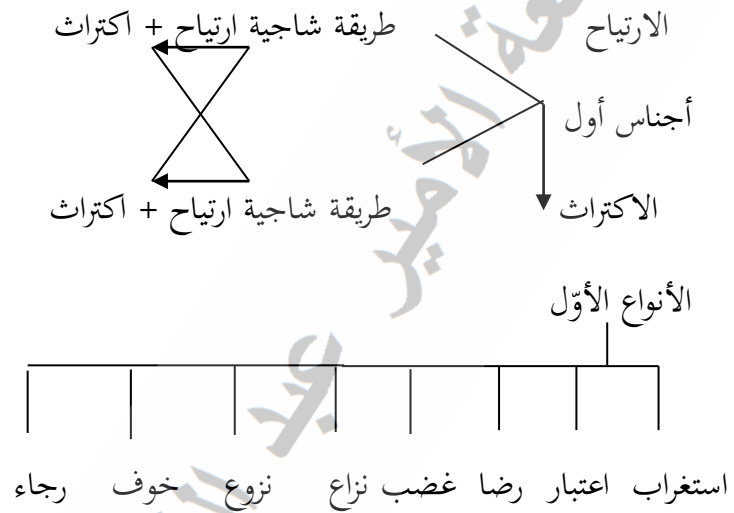 الارتياح طريقة شاجية ارتياح + اكتراث
أجناس أول
الاكتراث طريقة شاجية ارتياح + اكتراث
الأنواع الأوّل
استغراب اعتبار رضا غضب نزاع نزوع خوف رجاء